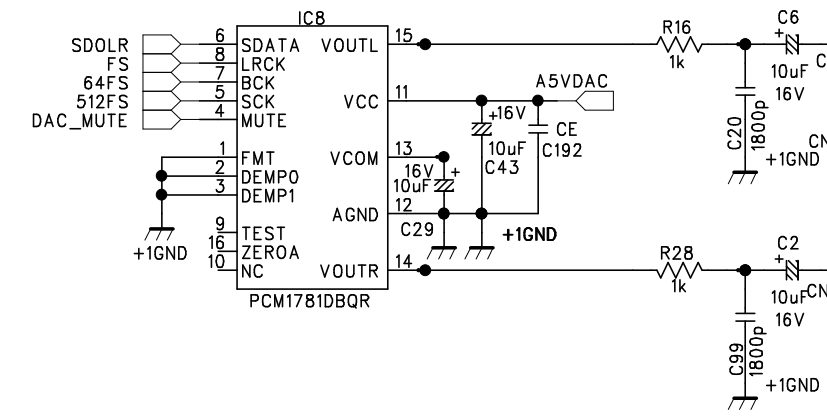 IC8
SDOLR 6 SDATA VOUTL 15
FS 8 LRCK
64FS 7 BCK
512FS 5 SCK VCC 11
DAC_MUTE 4 MUTE
1 FMT VCOM 13
2 DEMP0
3 DEMP1
AGND 12
9 TEST
16 ZEROA
10 NC VOUTR 14
PCM1781DBQR
+1GND
A5VDAC
+16V
10uF
C43
CE
C192
16V +
10uF
C29
+1GND
R16
1k
C6
+
10uF
16V
C
C20
1800p
CN
+1GND
R28
1k
C2
+
10uF
CN
16V
C99
1800p
+1GND